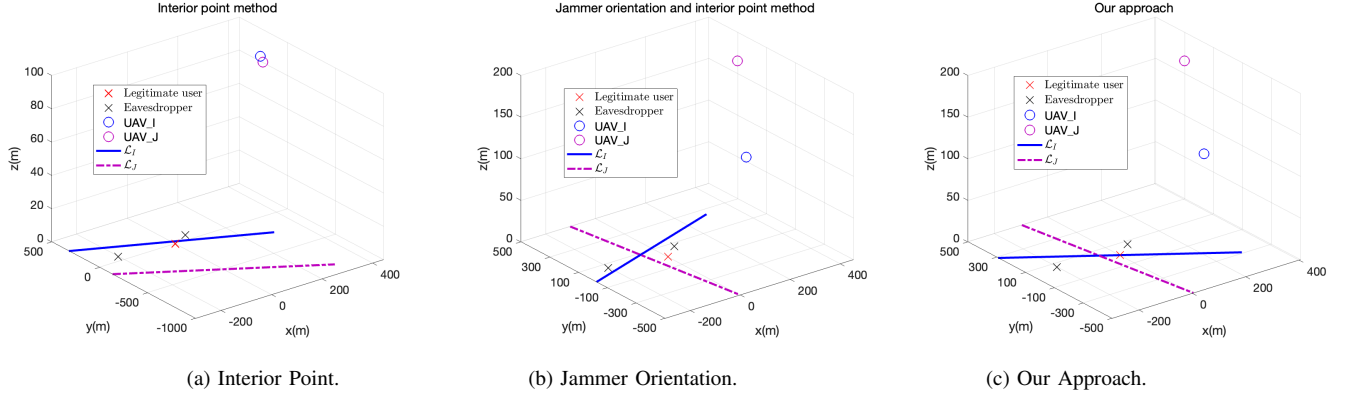 Interior point method
100
80
60
40
20
0
z(m)
500
0
-500
-1000
y(m)
-200
0
200
400
x(m)
Legitimate user
Eavesdropper
UAV_I
UAV_J
ℒ_I
ℒ_J
(a) Interior Point.
Jammer orientation and interior point method
200
150
100
50
0
z(m)
500
300
100
-100
-300
-500
y(m)
-200
0
200
400
x(m)
Legitimate user
Eavesdropper
UAV_I
UAV_J
ℒ_I
ℒ_J
(b) Jammer Orientation.
Our approach
200
150
100
50
0
z(m)
500
300
100
-100
-300
-500
y(m)
-200
0
200
400
x(m)
Legitimate user
Eavesdropper
UAV_I
UAV_J
ℒ_I
ℒ_J
(c) Our Approach.